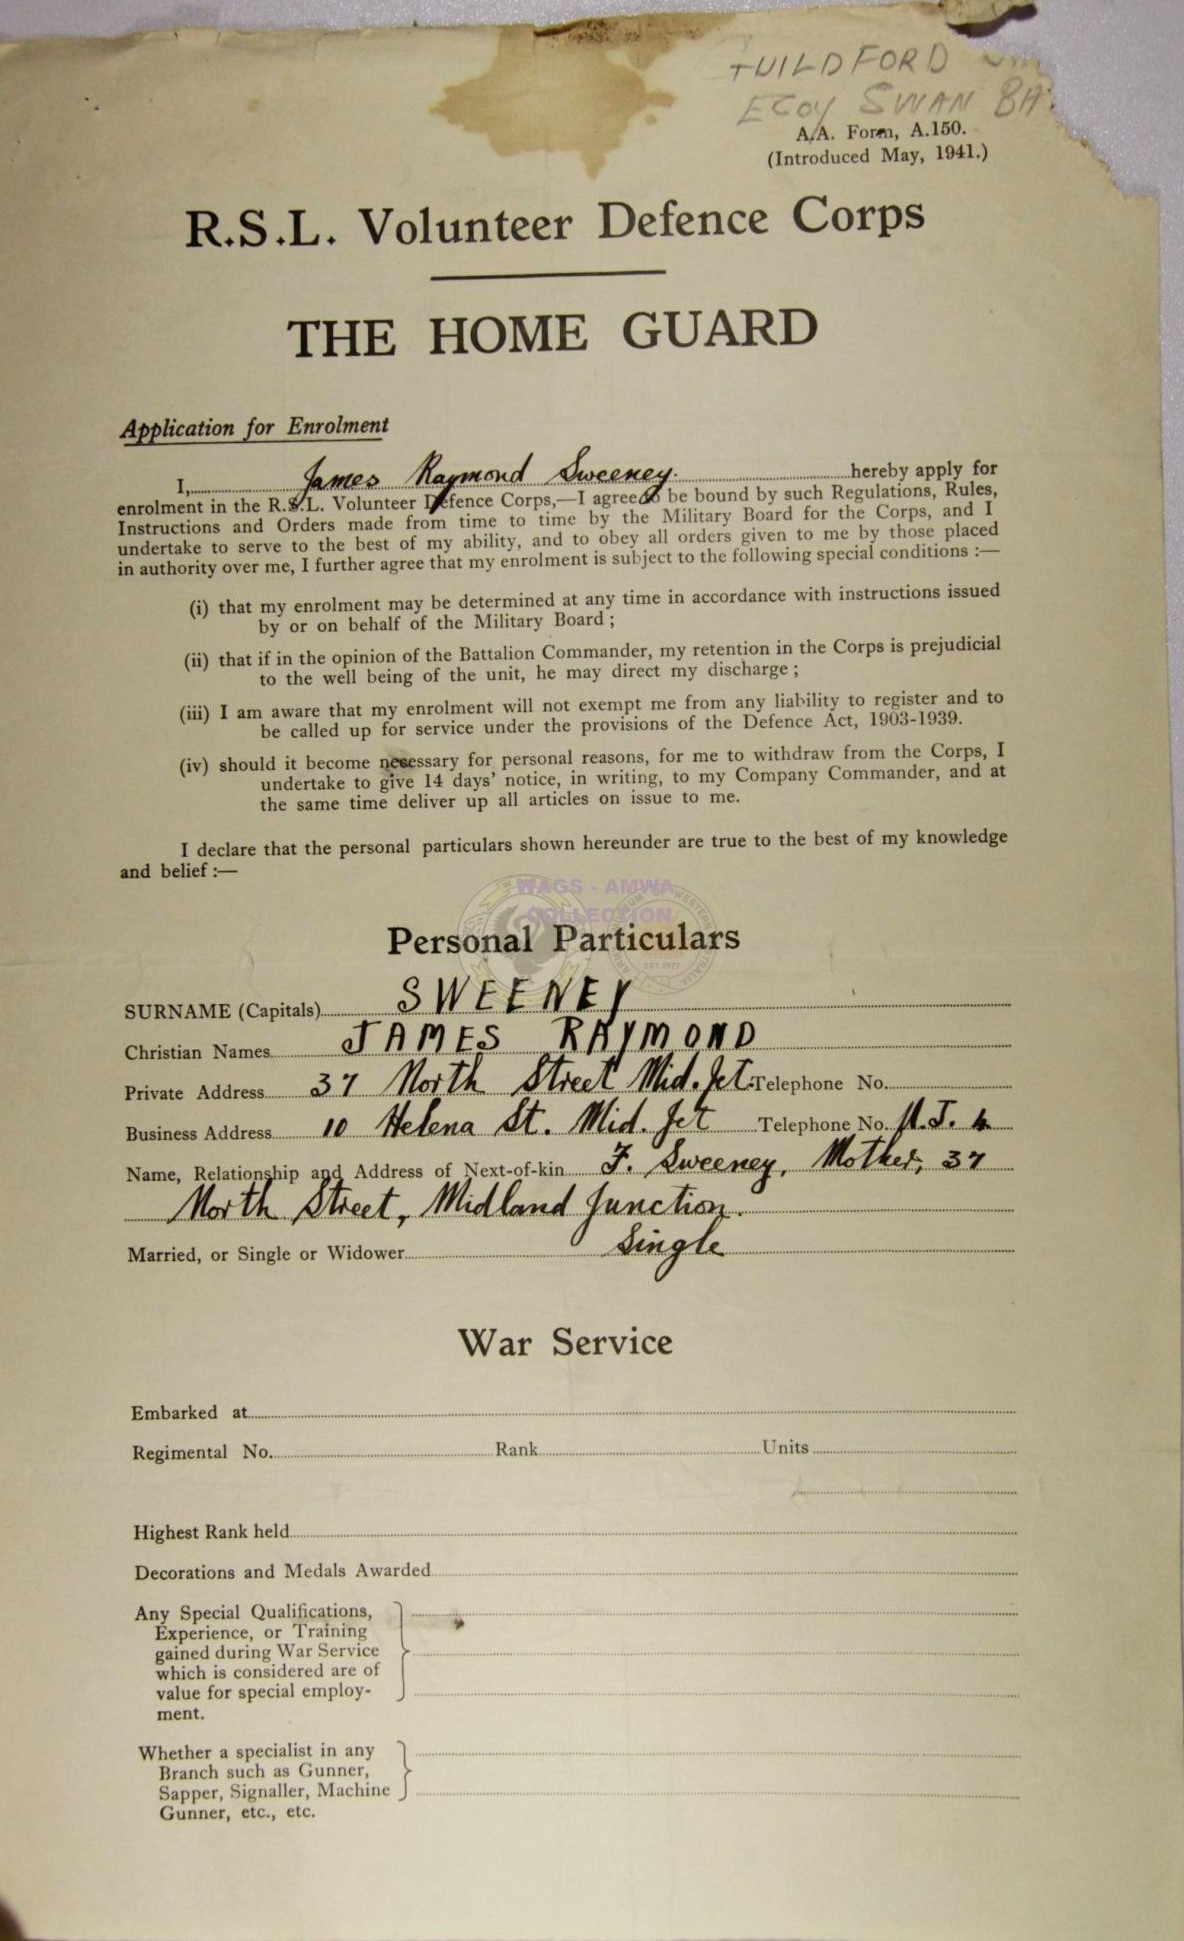 GUILDFORD
E Coy SWAN BA
A.A. Form, A.150.
(Introduced May, 1941.)
R.S.L. Volunteer Defence Corps
THE HOME GUARD
Application for Enrolment
I, James Raymond Sweeney. hereby apply for
enrolment in the R.S.L. Volunteer Defence Corps,—I agree to be bound by such Regulations, Rules,
Instructions and Orders made from time to time by the Military Board for the Corps, and I
undertake to serve to the best of my ability, and to obey all orders given to me by those placed
in authority over me, I further agree that my enrolment is subject to the following special conditions :—
(i) that my enrolment may be determined at any time in accordance with instructions issued
by or on behalf of the Military Board ;
(ii) that if in the opinion of the Battalion Commander, my retention in the Corps is prejudicial
to the well being of the unit, he may direct my discharge ;
(iii) I am aware that my enrolment will not exempt me from any liability to register and to
be called up for service under the provisions of the Defence Act, 1903-1939.
(iv) should it become necessary for personal reasons, for me to withdraw from the Corps, I
undertake to give 14 days' notice, in writing, to my Company Commander, and at
the same time deliver up all articles on issue to me.
I declare that the personal particulars shown hereunder are true to the best of my knowledge
and belief :—
WAGS - AMWA
COLLECTION
Personal Particulars
SURNAME (Capitals) SWEENEY
Christian Names JAMES RAYMOND
Private Address 37 North Street Mid. Jct. Telephone No.
Business Address 10 Helena St. Mid. Jct Telephone No. M.J. 4
Name, Relationship and Address of Next-of-kin F. Sweeney, Mother, 37
North Street, Midland Junction.
Married, or Single or Widower Single
War Service
Embarked at
Regimental No. Rank Units
Highest Rank held
Decorations and Medals Awarded
Any Special Qualifications,
Experience, or Training
gained during War Service
which is considered are of
value for special employ-
ment.
Whether a specialist in any
Branch such as Gunner,
Sapper, Signaller, Machine
Gunner, etc., etc.